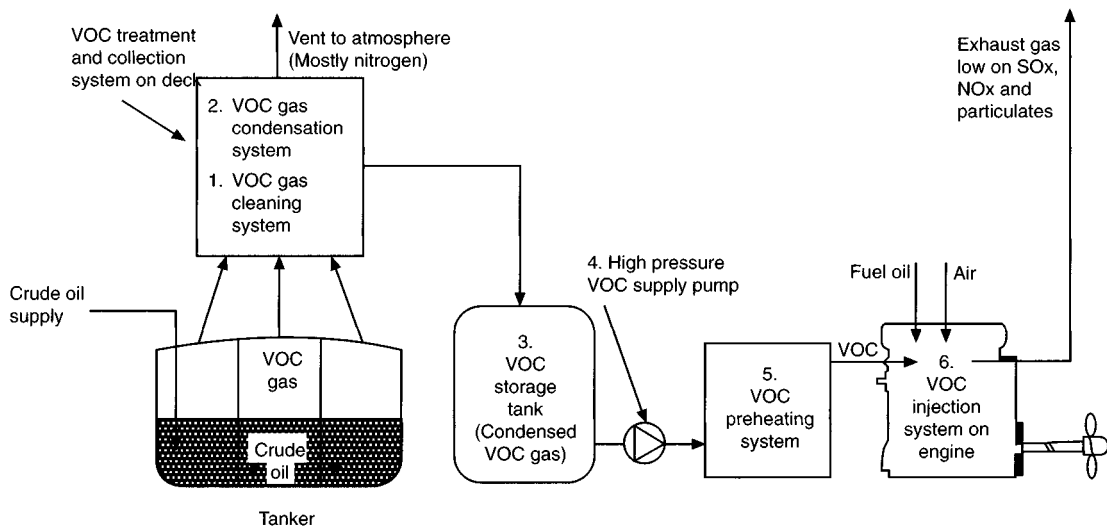 VOC treatment
and collection
system on deck
Vent to atmosphere
(Mostly nitrogen)
Exhaust gas
low on SOx,
NOx and
particulates
2. VOC gas
condensation
system
1. VOC gas
cleaning
system
4. High pressure
VOC supply pump
Fuel oil
Air
Crude oil
supply
VOC
gas
Crude
oil
Tanker
3.
VOC
storage
tank
(Condensed
VOC gas)
5.
VOC
preheating
system
VOC
6.
VOC
injection
system on
engine